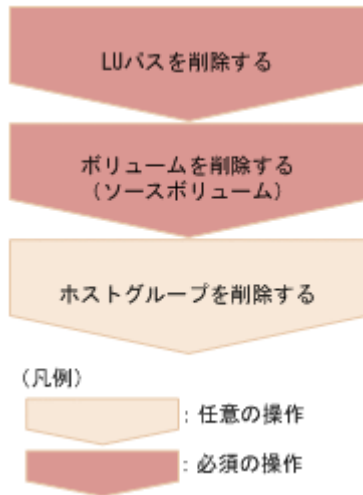 LUパスを削除する
ボリュームを削除する
(ソースボリューム)
ホストグループを削除する
(凡例)
: 任意の操作
: 必須の操作